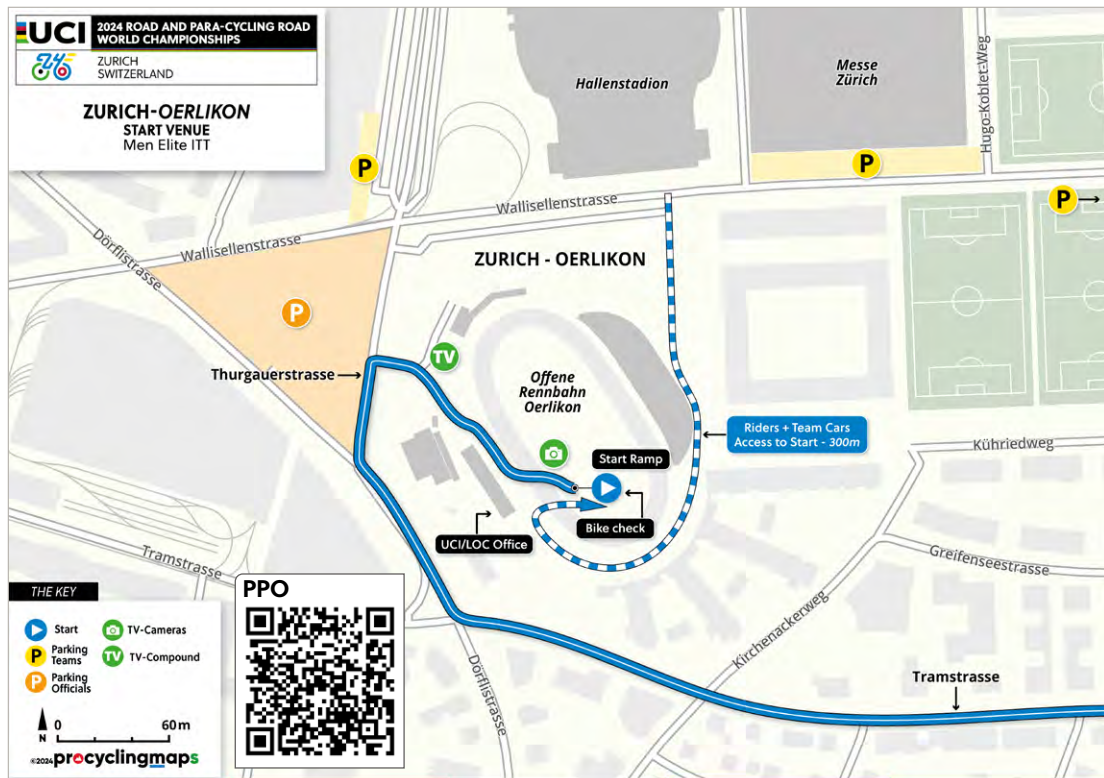 UCI
2024 ROAD AND PARA-CYCLING ROAD
WORLD CHAMPIONSHIPS
ZURICH
SWITZERLAND
ZURICH-OERLIKON
START VENUE
Men Elite ITT
Hallenstadion
Messe
Zürich
Hugo-Koblet-Weg
P
P
P
Wallisellenstrasse
Wallisellenstrasse
Dörflistrasse
ZURICH - OERLIKON
P
TV
Thurgauerstrasse
Offene
Rennbahn
Oerlikon
Riders + Team Cars
Access to Start - 300m
Kühriedweg
Start Ramp
Bike check
UCI/LOC Office
Tramstrasse
Greifenseestrasse
Kirchenackerweg
Dörflistrasse
Tramstrasse
PPO
THE KEY
Start
TV-Cameras
P
Parking
Teams
TV
TV-Compound
P
Parking
Officials
N
0
60m
©2024 procyclingmaps